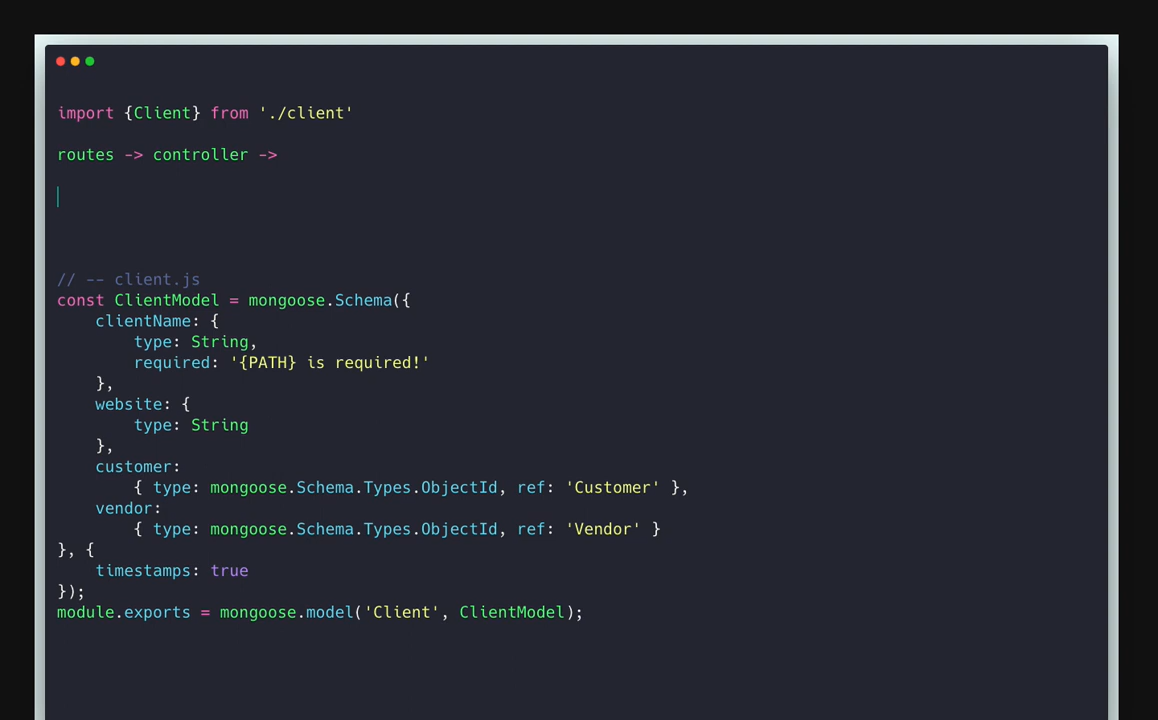 import {Client} from './client'
routes -> controller ->
// -- client.js
const ClientModel = mongoose.Schema({
    clientName: {
        type: String,
        required: '{PATH} is required!'
    },
    website: {
        type: String
    },
    customer:
        { type: mongoose.Schema.Types.ObjectId, ref: 'Customer' },
    vendor:
        { type: mongoose.Schema.Types.ObjectId, ref: 'Vendor' }
}, {
    timestamps: true
});
module.exports = mongoose.model('Client', ClientModel);